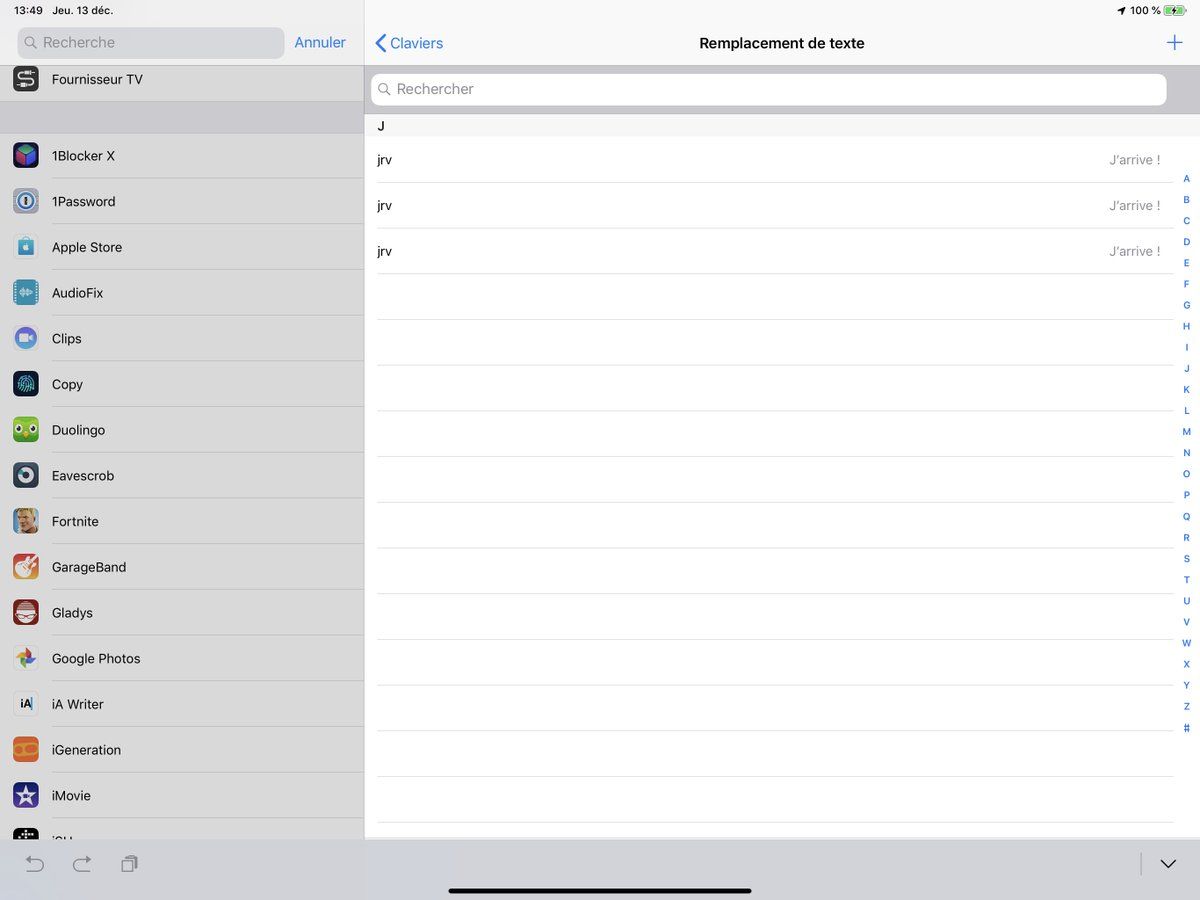 13:49 Jeu. 13 déc.
100 %
Recherche
Annuler
Fournisseur TV
1Blocker X
1Password
Apple Store
AudioFix
Clips
Copy
Duolingo
Eavescrob
Fortnite
GarageBand
Gladys
Google Photos
iA
iA Writer
iGeneration
iMovie
Claviers
Remplacement de texte
Rechercher
J
jrv J’arrive !
jrv J’arrive !
jrv J’arrive !
A
B
C
D
E
F
G
H
I
J
K
L
M
N
O
P
Q
R
S
T
U
V
W
X
Y
Z
#